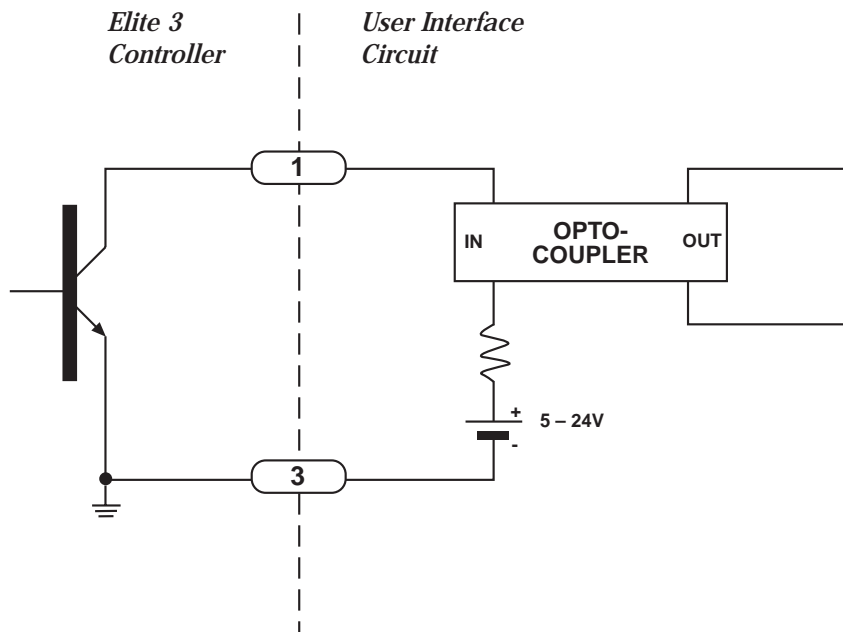 Elite 3
Controller
User Interface
Circuit
1
IN
OPTO-
COUPLER
OUT
+
5 – 24V
-
3